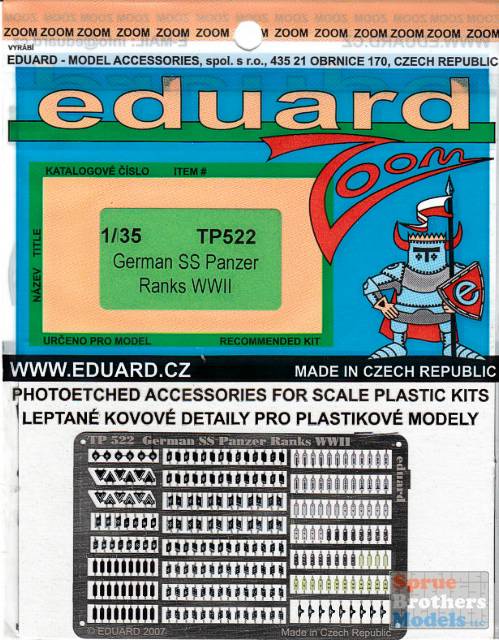 ZOOM ZOOM ZOOM ZOOM ZOOM ZOOM ZOOM ZOOM ZOOM ZOOM ZOOM ZOOM ZOOM
VYRÁBÍ
EDUARD - MODEL ACCESSORIES, spol. s r.o., 435 21 OBRNICE 170, CZECH REPUBLIC
eduard
Zoom
KATALOGOVÉ ČÍSLO ITEM #
NÁZEV TITLE
1/35 TP522
German SS Panzer
Ranks WWII
e
URČENO PRO MODEL RECOMMENDED KIT
WWW.EDUARD.CZ MADE IN CZECH REPUBLIC
PHOTOETCHED ACCESSORIES FOR SCALE PLASTIC KITS
LEPTANÉ KOVOVÉ DETAILY PRO PLASTIKOVÉ MODELY
TP 522 German SS Panzer Ranks WWII
eduard
Sprue
Brothers
Models LLC
© EDUARD 2007 Made in Czech Republic